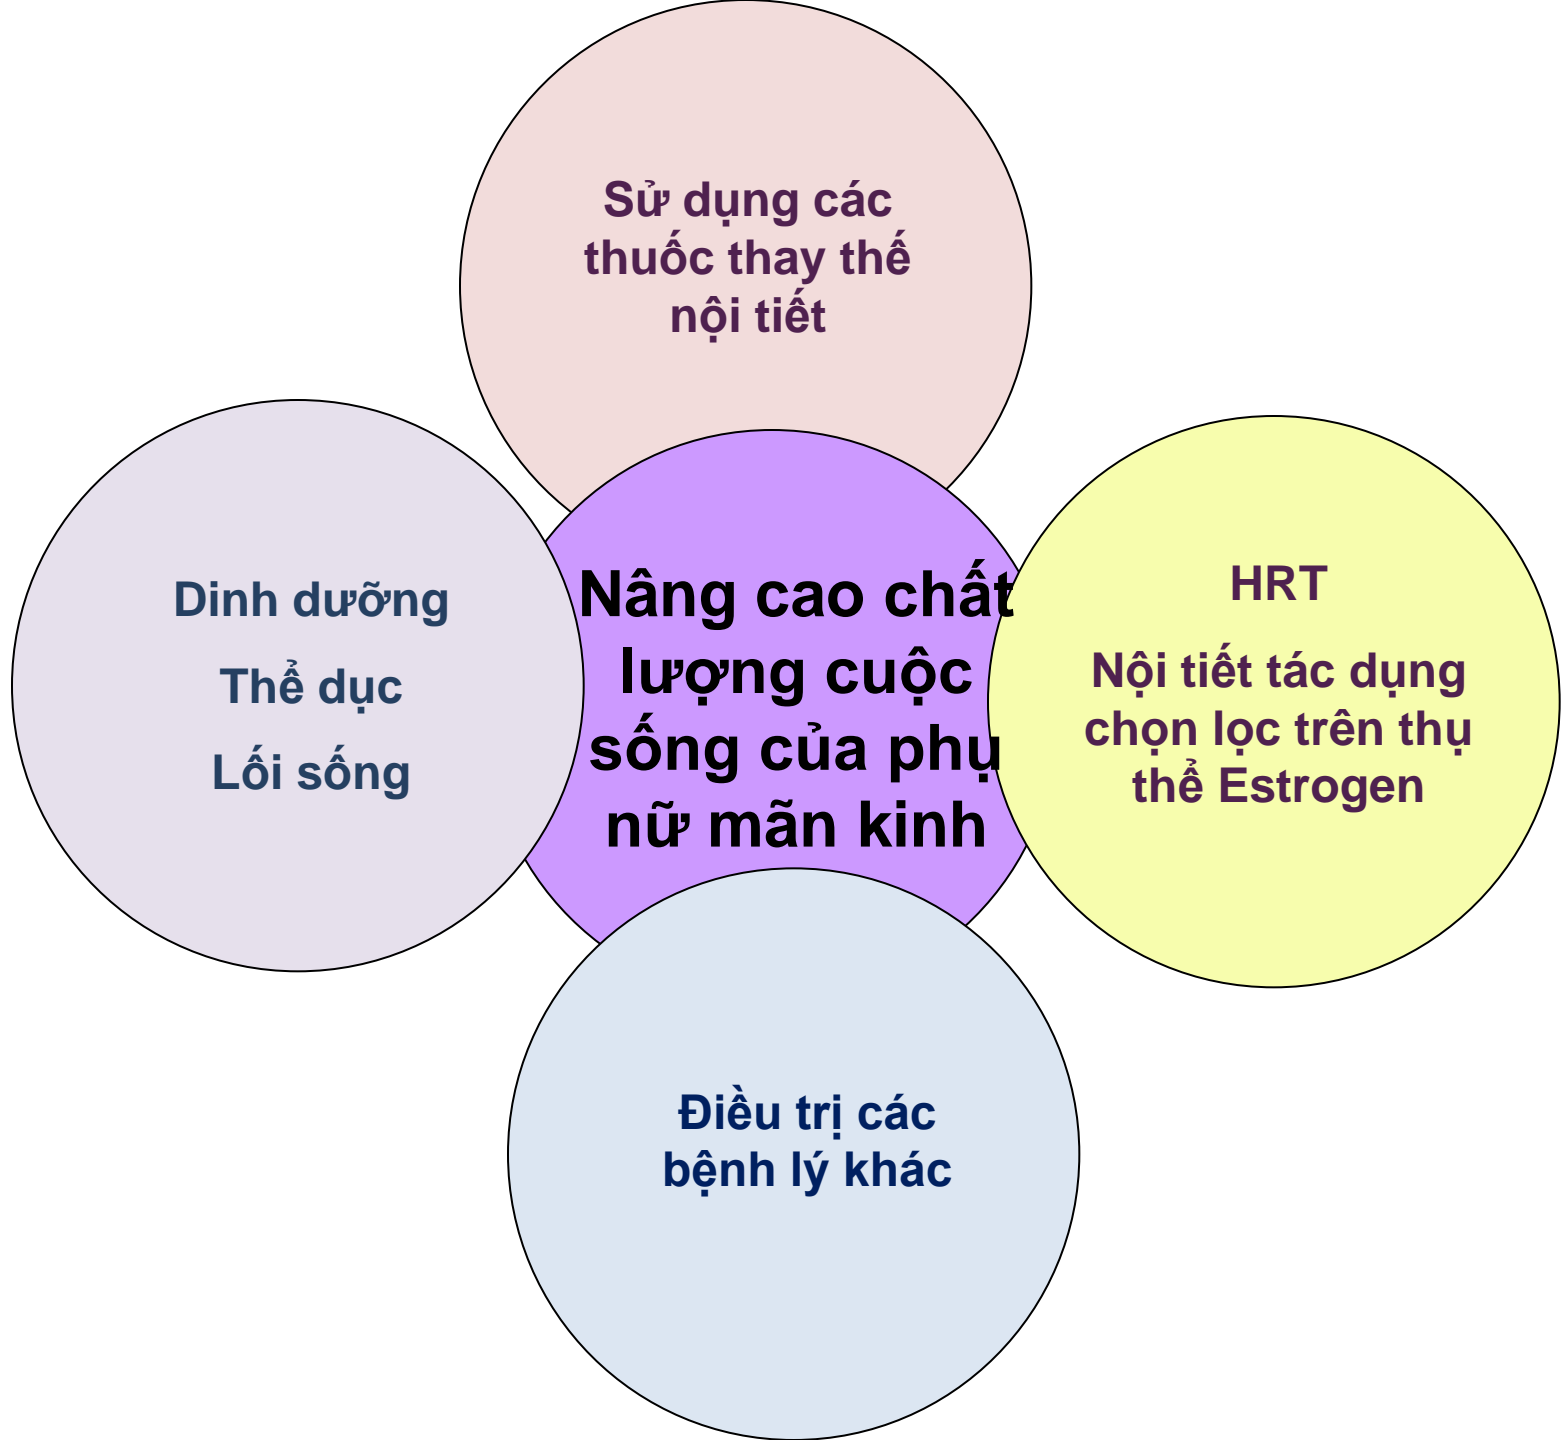 Sử dụng các
thuốc thay thế
nội tiết
Dinh dưỡng
Thể dục
Lối sống
Nâng cao chất
lượng cuộc
sống của phụ
nữ mãn kinh
HRT
Nội tiết tác dụng
chọn lọc trên thụ
thể Estrogen
Điều trị các
bệnh lý khác